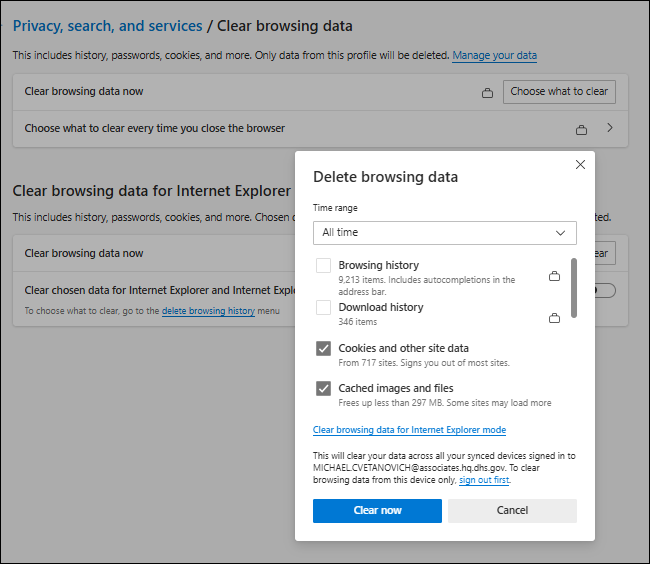 Privacy, search, and services / Clear browsing data
This includes history, passwords, cookies, and more. Only data from this profile will be deleted. Manage your data
Clear browsing data now
Choose what to clear
Choose what to clear every time you close the browser
Clear browsing data for Internet Explorer
This includes history, passwords, cookies, and more. Chosen
Clear browsing data now
Clear chosen data for Internet Explorer and Internet
To choose what to clear, go to the delete browsing history menu
Delete browsing data
Time range
All time
Browsing history
9,213 items. Includes autocompletions in the
address bar.
Download history
346 items
Cookies and other site data
From 717 sites. Signs you out of most sites.
Cached images and files
Frees up less than 297 MB. Some sites may load more
Clear browsing data for Internet Explorer mode
This will clear your data across all your synced devices signed in to
MICHAEL.CVETANOVICH@associates.hq.dhs.gov. To clear
browsing data from this device only, sign out first.
Clear now
Cancel